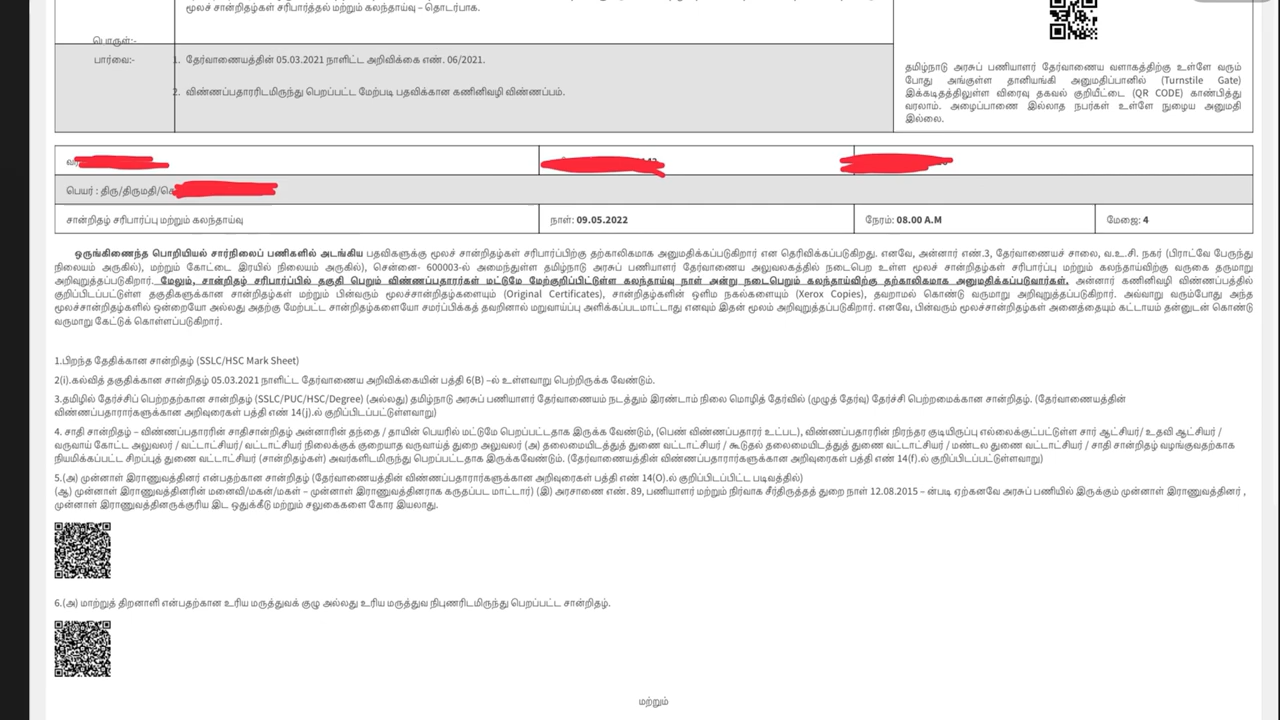 மூலச் சான்றிதழ்கள் சரிபார்த்தல் மற்றும் கலந்தாய்வு – தொடர்பாக.
பொருள்:-
பார்வை:-
1. தேர்வாணையத்தின் 05.03.2021 நாளிட்ட அறிவிக்கை எண். 06/2021.
2. விண்ணப்பதாரரிடமிருந்து பெறப்பட்ட மேற்படி பதவிக்கான கணினிவழி விண்ணப்பம்.
தமிழ்நாடு அரசுப் பணியாளர் தேர்வாணைய வளாகத்திற்கு உள்ளே வரும்
போது அங்குள்ள தானியங்கி அனுமதிப்பானில் (Turnstile Gate)
இக்கடிதத்திலுள்ள விரைவு தகவல் குறியீட்டை (QR CODE) காண்பித்து
வரலாம். அழைப்பாணை இல்லாத நபர்கள் உள்ளே நுழைய அனுமதி
இல்லை.
பெயர் : திரு/திருமதி/செ
சான்றிதழ் சரிபார்ப்பு மற்றும் கலந்தாய்வு
நாள்: 09.05.2022
நேரம்: 08.00 A.M
மேஜை: 4
ஒருங்கிணைந்த பொறியியல் சார்நிலைப் பணிகளில் அடங்கிய பதவிகளுக்கு மூலச் சான்றிதழ்கள் சரிபார்ப்பிற்கு தற்காலிகமாக அனுமதிக்கப்படுகிறார் என தெரிவிக்கப்படுகிறது. எனவே, அன்னார் எண்.3, தேர்வாணையச் சாலை, வ.உ.சி. நகர் (பிராட்வே பேருந்து
நிலையம் அருகில்), மற்றும் கோட்டை இரயில் நிலையம் அருகில்), சென்னை- 600003-ல் அமைந்துள்ள தமிழ்நாடு அரசுப் பணியாளர் தேர்வாணைய அலுவலகத்தில் நடைபெற உள்ள மூலச் சான்றிதழ்கள் சரிபார்ப்பு மற்றும் கலந்தாய்விற்கு வருகை தருமாறு
அறிவுறுத்தப்படுகிறார். மேலும், சான்றிதழ் சரிபார்ப்பில் தகுதி பெறும் விண்ணப்பதாரர்கள் மட்டுமே மேற்குறிப்பிட்டுள்ள கலந்தாய்வு நாள் அன்று நடைபெறும் கலந்தாய்விற்கு தற்காலிகமாக அனுமதிக்கப்படுவார்கள். அன்னார் கணினிவழி விண்ணப்பத்தில்
குறிப்பிடப்பட்டுள்ள தகுதிகளுக்கான சான்றிதழ்கள் மற்றும் பின்வரும் மூலச்சான்றிதழ்களையும் (Original Certificates), சான்றிதழ்களின் ஒளிம நகல்களையும் (Xerox Copies), தவறாமல் கொண்டு வருமாறு அறிவுறுத்தப்படுகிறார். அவ்வாறு வரும்போது அந்த
மூலச்சான்றிதழ்களில் ஒன்றையோ அல்லது அதற்கு மேற்பட்ட சான்றிதழ்களையோ சமர்ப்பிக்கத் தவறினால் மறுவாய்ப்பு அளிக்கப்படமாட்டாது எனவும் இதன் மூலம் அறிவுறுத்தப்படுகிறார். எனவே, பின்வரும் மூலச்சான்றிதழ்கள் அனைத்தையும் கட்டாயம் தன்னுடன் கொண்டு
வருமாறு கேட்டுக் கொள்ளப்படுகிறார்.
1.பிறந்த தேதிக்கான சான்றிதழ் (SSLC/HSC Mark Sheet)
2(i).கல்வித் தகுதிக்கான சான்றிதழ் 05.03.2021 நாளிட்ட தேர்வாணைய அறிவிக்கையின் பத்தி 6(B) –ல் உள்ளவாறு பெற்றிருக்க வேண்டும்.
3.தமிழில் தேர்ச்சிப் பெற்றதற்கான சான்றிதழ் (SSLC/PUC/HSC/Degree) (அல்லது) தமிழ்நாடு அரசுப் பணியாளர் தேர்வாணையம் நடத்தும் இரண்டாம் நிலை மொழித் தேர்வில் (முழுத் தேர்வு) தேர்ச்சி பெற்றமைக்கான சான்றிதழ். (தேர்வாணையத்தின்
விண்ணப்பதாரார்களுக்கான அறிவுரைகள் பத்தி எண் 14(j).ல் குறிப்பிடப்பட்டுள்ளவாறு)
4. சாதி சான்றிதழ் – விண்ணப்பதாரரின் சாதிசான்றிதழ் அன்னாரின் தந்தை / தாயின் பெயரில் மட்டுமே பெறப்பட்டதாக இருக்க வேண்டும், (பெண் விண்ணப்பதாரர் உட்பட), விண்ணப்பதாரரின் நிரந்தர குடியிருப்பு எல்லைக்குட்பட்டுள்ள சார் ஆட்சியர்/ உதவி ஆட்சியர் /
வருவாய் கோட்ட அலுவலர் / வட்டாட்சியர்/ வட்டாட்சியர் நிலைக்குக் குறையாத வருவாய்த் துறை அலுவலர் (அ) தலைமையிடத்துத் துணை வட்டாட்சியர் / கூடுதல் தலைமையிடத்துத் துணை வட்டாட்சியர் / மண்டல துணை வட்டாட்சியர் / சாதி சான்றிதழ் வழங்குவதற்காக
நியமிக்கப்பட்ட சிறப்புத் துணை வட்டாட்சியர் (சான்றிதழ்கள்) அவர்களிடமிருந்து பெறப்பட்டதாக இருக்கவேண்டும். (தேர்வாணையத்தின் விண்ணப்பதாரர்களுக்கான அறிவுரைகள் பத்தி எண் 14(f).ல் குறிப்பிடப்பட்டுள்ளவாறு)
5.(அ) முன்னாள் இராணுவத்தினர் என்பதற்கான சான்றிதழ் (தேர்வாணையத்தின் விண்ணப்பதாரர்களுக்கான அறிவுரைகள் பத்தி எண் 14(O).ல் குறிப்பிடப்பிட்ட படிவத்தில்)
(ஆ) முன்னாள் இராணுவத்தினரின் மனைவி/மகன்/மகள் – முன்னாள் இராணுவத்தினராக கருதப்பட மாட்டார்) (இ) அரசாணை எண். 89, பணியாளர் மற்றும் நிர்வாக சீர்திருத்தத் துறை நாள் 12.08.2015 – ன்படி ஏற்கனவே அரசுப் பணியில் இருக்கும் முன்னாள் இராணுவத்தினர் ,
முன்னாள் இராணுவத்தினருக்குரிய இட ஒதுக்கீடு மற்றும் சலுகைகளை கோர இயலாது.
6.(அ) மாற்றுத் திறனாளி என்பதற்கான உரிய மருத்துவக் குழு அல்லது உரிய மருத்துவ நிபுணரிடமிருந்து பெறப்பட்ட சான்றிதழ்.
மற்றும்